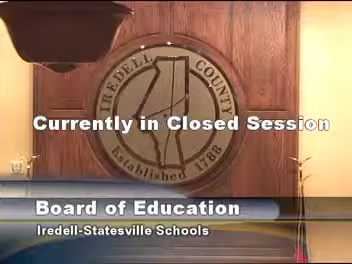 IREDELL COUNTY
Currently in Closed Session
Established 1788
Board of Education
Iredell-Statesville Schools